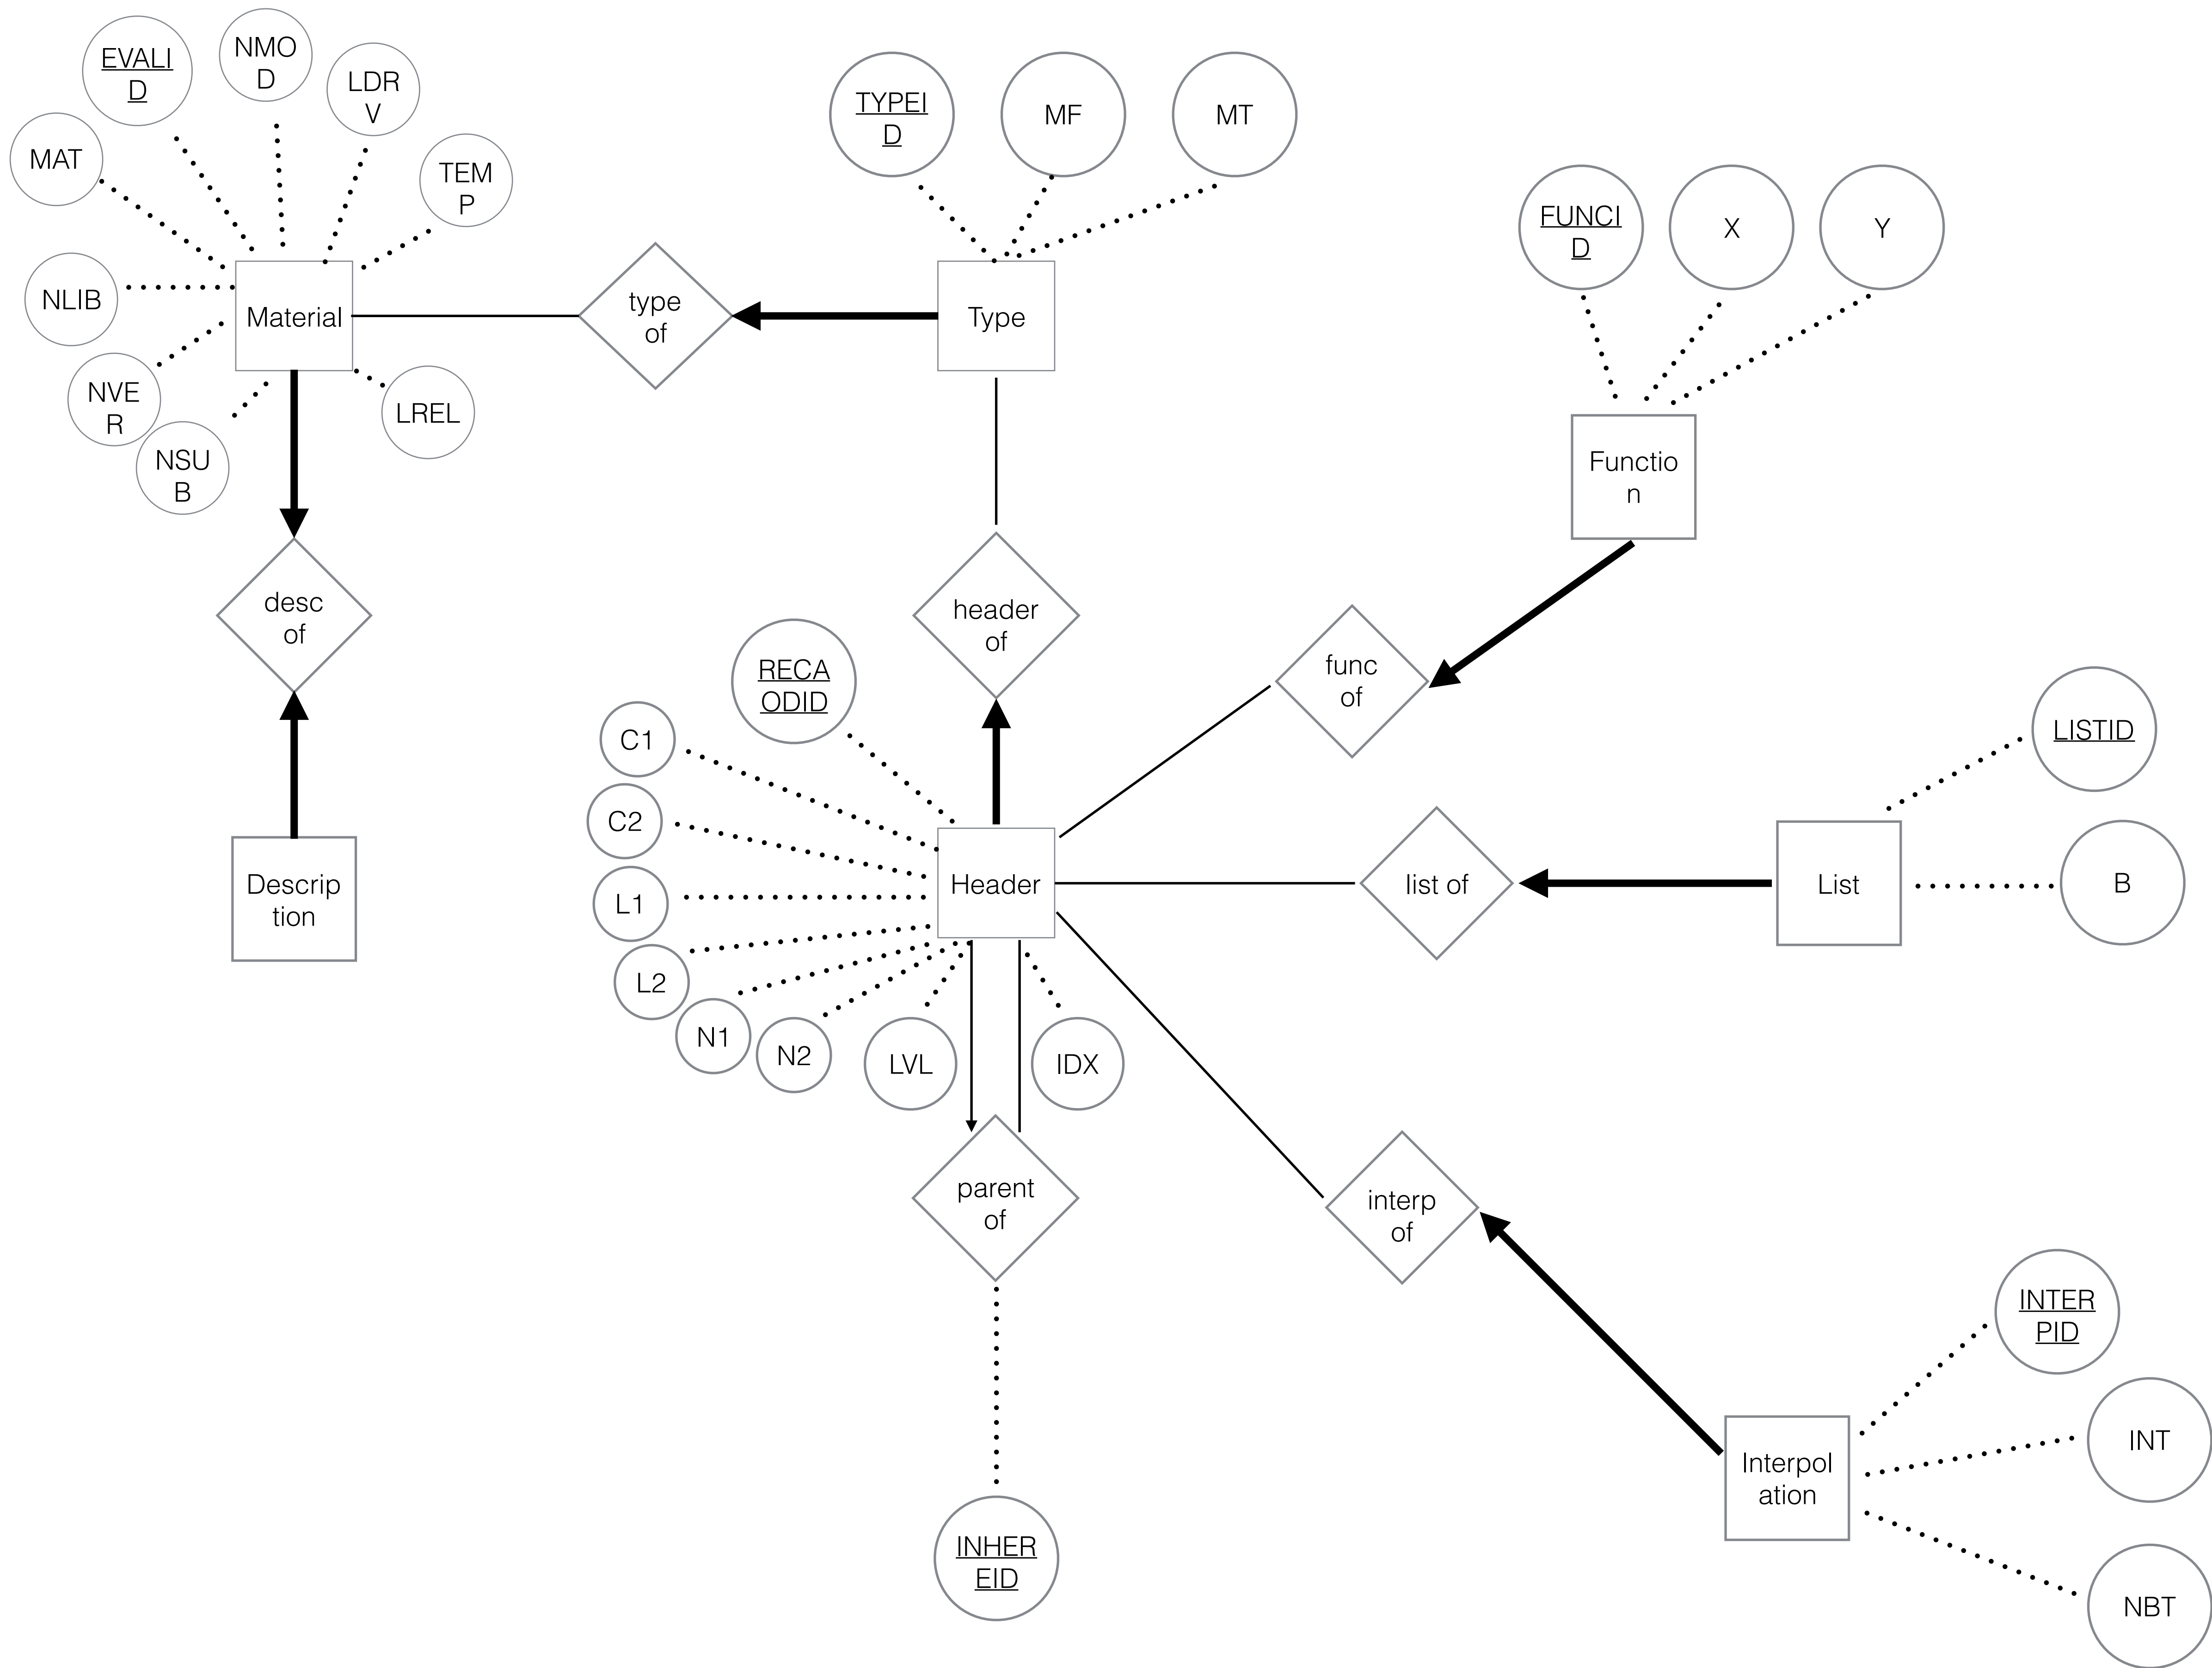 EVALI
D
NMO
D
LDR
V
MAT
TEM
P
NLIB
Material
NVE
R
NSU
B
LREL
type
of
TYPEI
D
MF
MT
Type
FUNCI
D
X
Y
Functio
n
desc
of
header
of
func
of
Descrip
tion
RECA
ODID
C1
C2
L1
L2
N1
N2
LVL
IDX
Header
list of
List
LISTID
B
parent
of
interp
of
INHER
EID
Interpol
ation
INTER
PID
INT
NBT